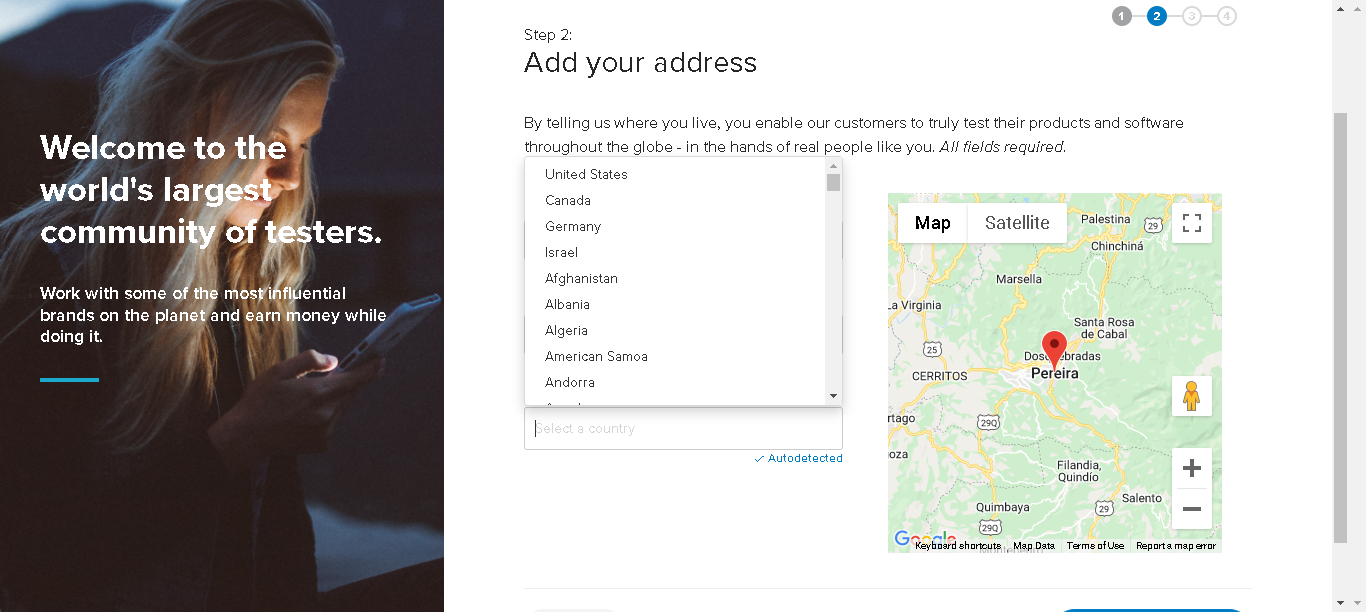 Welcome to the
world's largest
community of testers.
Work with some of the most influential
brands on the planet and earn money while
doing it.
1 2 3 4
Step 2:
Add your address
By telling us where you live, you enable our customers to truly test their products and software
throughout the globe - in the hands of real people like you. All fields required.
United States
Canada
Germany
Israel
Afghanistan
Albania
Algeria
American Samoa
Andorra
Select a country
Autodetected
Map Satellite
Palestina
29
Chinchiná
Marsella
La Virginia
Santa Rosa
de Cabal
25
Dosquebradas
CERRITOS
Pereira
29Q
Filandia,
Quindío
Salento
Quimbaya
29
29Q
Google
Keyboard shortcuts Map Data Terms of Use Report a map error